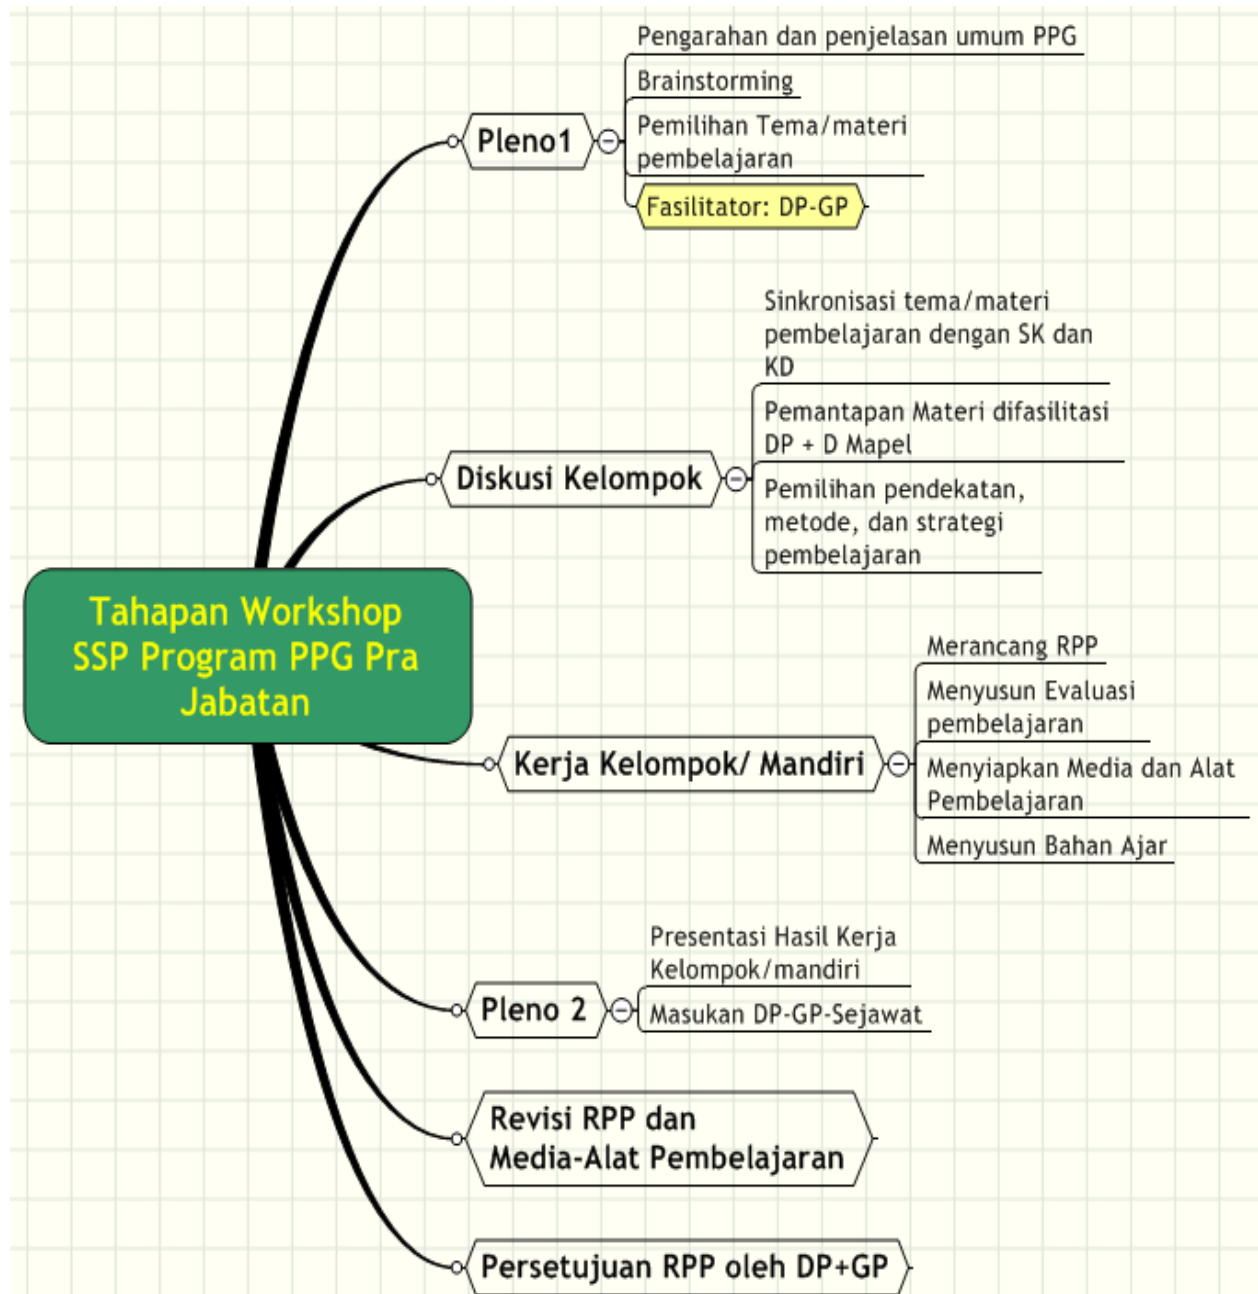 Pengarahan dan penjelasan umum PPG
Brainstorming
Pleno1
Pemilihan Tema/materi
pembelajaran
Fasilitator: DP-GP
Sinkronisasi tema/materi
pembelajaran dengan SK dan
KD
Pemantapan Materi difasilitasi
DP + D Mapel
Diskusi Kelompok
Pemilihan pendekatan,
metode, dan strategi
pembelajaran
Tahapan Workshop
SSP Program PPG Pra
Jabatan
Merancang RPP
Menyusun Evaluasi
pembelajaran
Kerja Kelompok/ Mandiri
Menyiapkan Media dan Alat
Pembelajaran
Menyusun Bahan Ajar
Presentasi Hasil Kerja
Kelompok/mandiri
Pleno 2
Masukan DP-GP-Sejawat
Revisi RPP dan
Media-Alat Pembelajaran
Persetujuan RPP oleh DP+GP